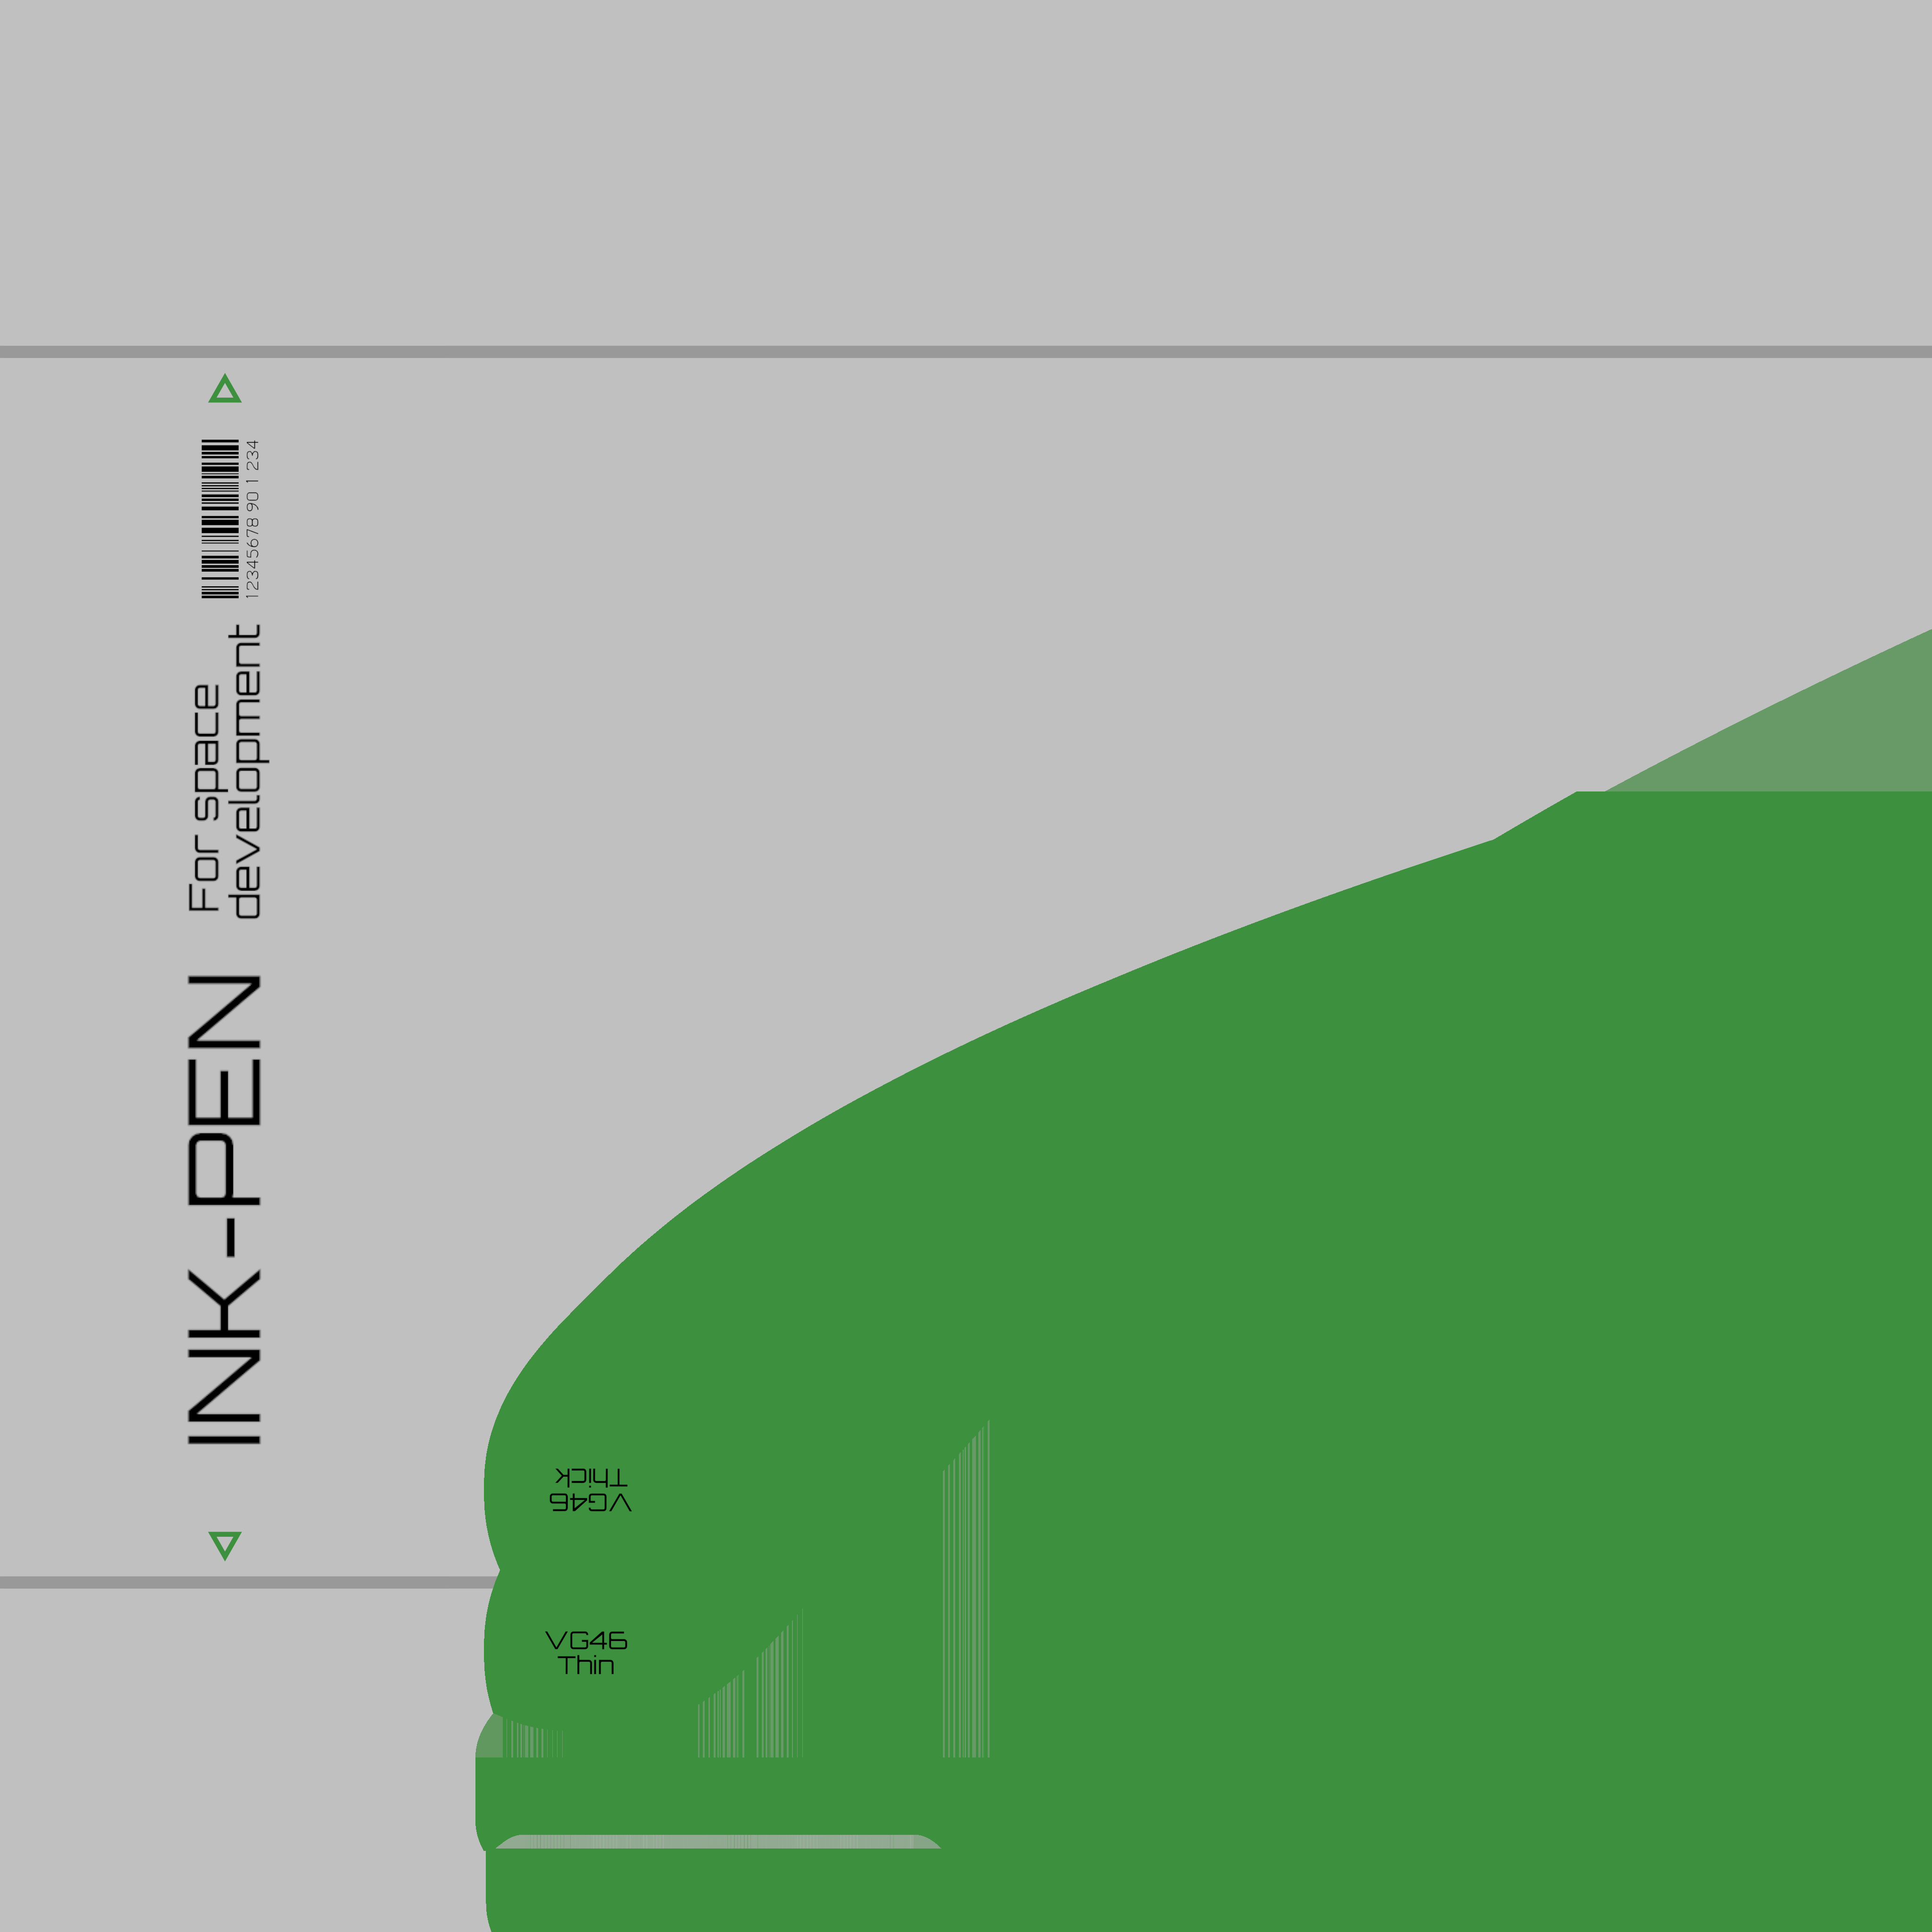 INK-PEN
For space
development
12345678 90 1 234
VG46
Thick
VG46
Thin